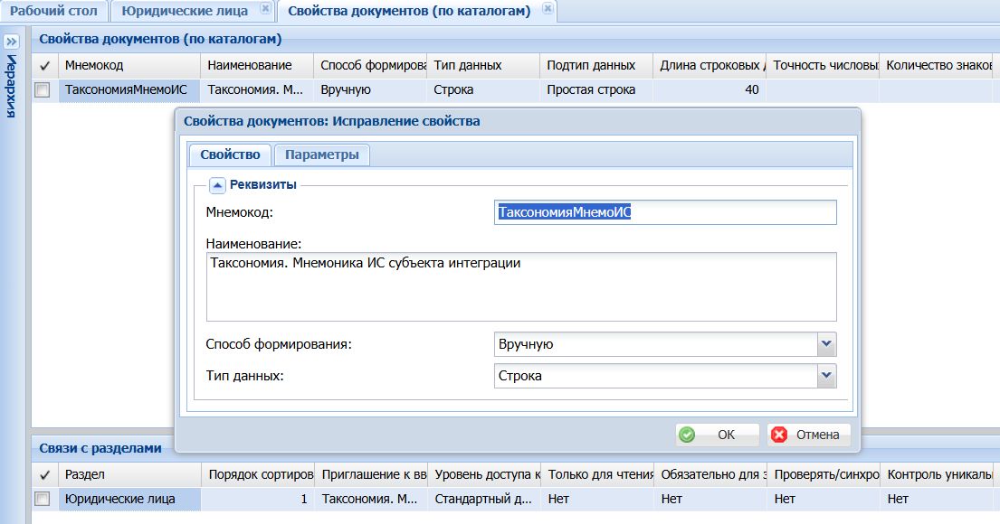 Рабочий стол Юридические лица Свойства документов (по каталогам)
Свойства документов (по каталогам)
Иерархия
Мнемокод Наименование Способ формирова Тип данных Подтип данных Длина строковых д Точность числовых Количество знаков
ТаксономияМнемоИС Таксономия. М... Вручную Строка Простая строка 40
Свойства документов: Исправление свойства
Свойство Параметры
Реквизиты
Мнемокод: ТаксономияМнемоИС
Наименование:
Таксономия. Мнемоника ИС субъекта интеграции
Способ формирования: Вручную
Тип данных: Строка
ОК Отмена
Связи с разделами
Раздел Порядок сортиров Приглашение к вв Уровень доступа к Только для чтения Обязательно для з Проверять/синхро Контроль уникаль
Юридические лица 1 Таксономия. М... Стандартный д... Нет Нет Нет Нет